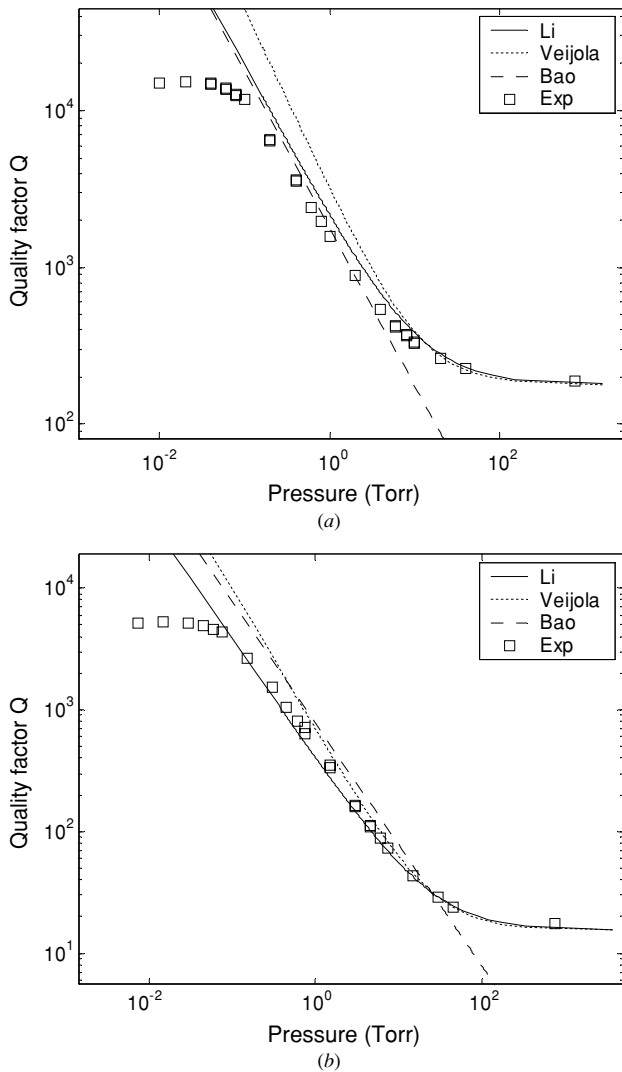 Quality factor Q
10^4
10^3
10^2
10^-2
10^0
10^2
Pressure (Torr)
Li
Veijola
Bao
Exp
(a)
Quality factor Q
10^4
10^3
10^2
10^1
10^-2
10^0
10^2
Pressure (Torr)
Li
Veijola
Bao
Exp
(b)